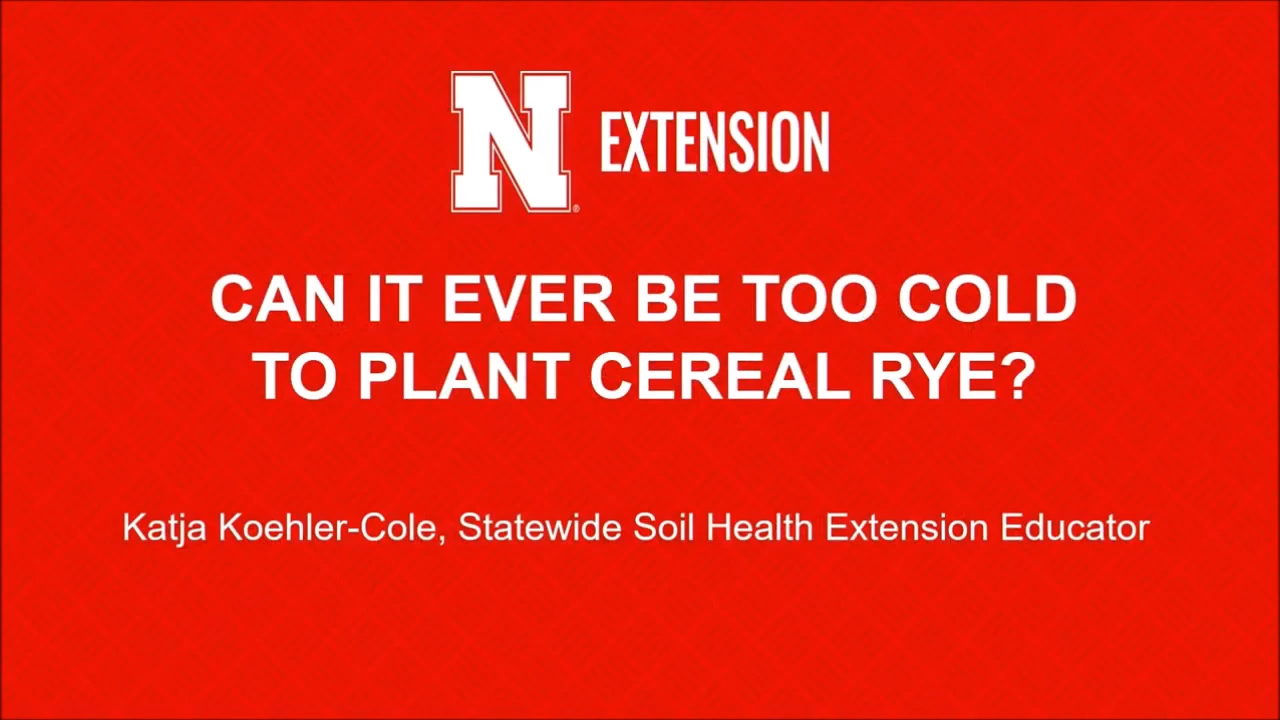 N EXTENSION
CAN IT EVER BE TOO COLD
TO PLANT CEREAL RYE?
Katja Koehler-Cole, Statewide Soil Health Extension Educator